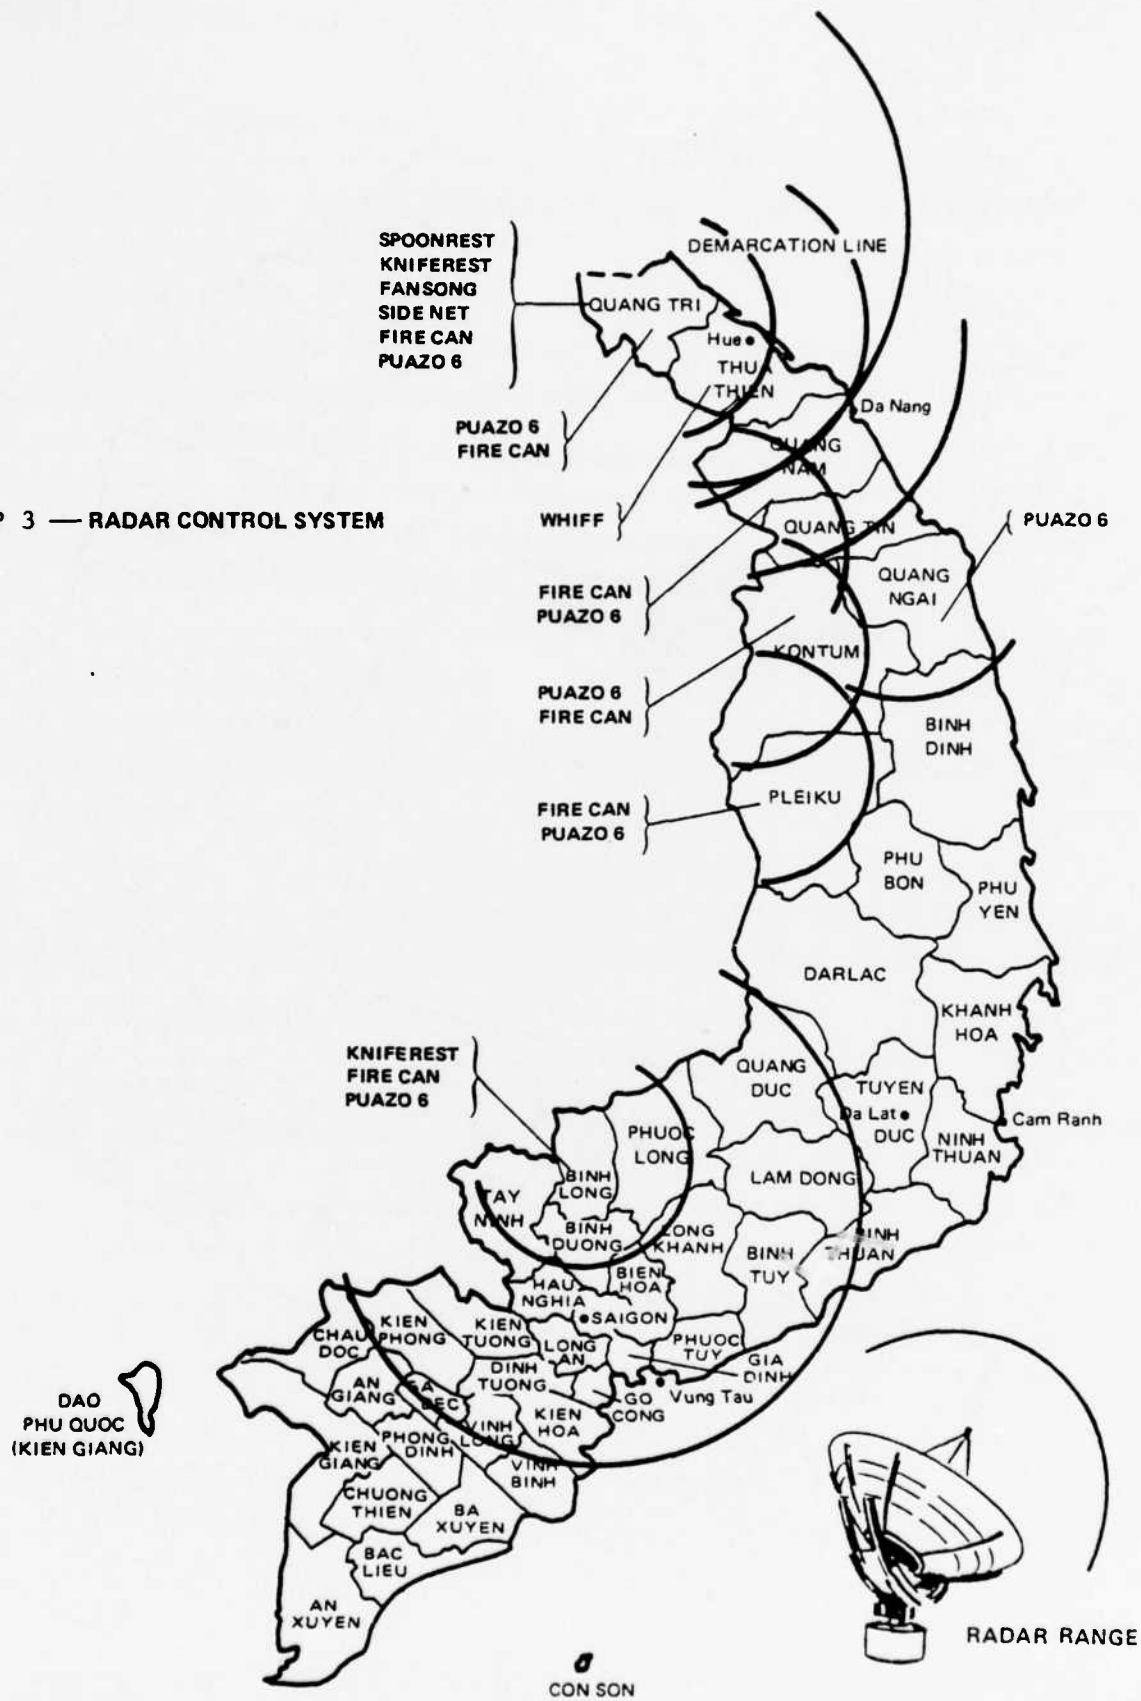 DEMARCATION LINE
SPOONREST
KNIFEREST
FANSONG
SIDE NET
FIRE CAN
PUAZO 6
QUANG TRI
Hue
THUA
THIEN
PUAZO 6
FIRE CAN
Da Nang
QUANG
NAM
3 — RADAR CONTROL SYSTEM
WHIFF
QUANG TIN
PUAZO 6
FIRE CAN
PUAZO 6
QUANG
NGAI
KONTUM
PUAZO 6
FIRE CAN
BINH
DINH
PLEIKU
FIRE CAN
PUAZO 6
PHU
BON
PHU
YEN
DARLAC
KHANH
HOA
KNIFEREST
FIRE CAN
PUAZO 6
QUANG
DUC
TUYEN
DUC
Da Lat
Cam Ranh
NINH
THUAN
PHUOC
LONG
BINH
LONG
LAM DONG
TAY
NINH
BINH
DUONG
LONG
KHANH
BINH
TUY
BINH
THUAN
HAU
NGHIA
BIEN
HOA
SAIGON
KIEN
PHONG
KIEN
TUONG
CHAU
DOC
LONG
AN
PHUOC
TUY
GIA
DINH
DINH
TUONG
AN
GIANG
SA
DEC
GO
CONG
Vung Tau
DAO
PHU QUOC
(KIEN GIANG)
KIEN
HOA
VINH
LONG
PHONG
DINH
KIEN
GIANG
VINH
BINH
CHUONG
THIEN
BA
XUYEN
BAC
LIEU
AN
XUYEN
RADAR RANGE
CON SON